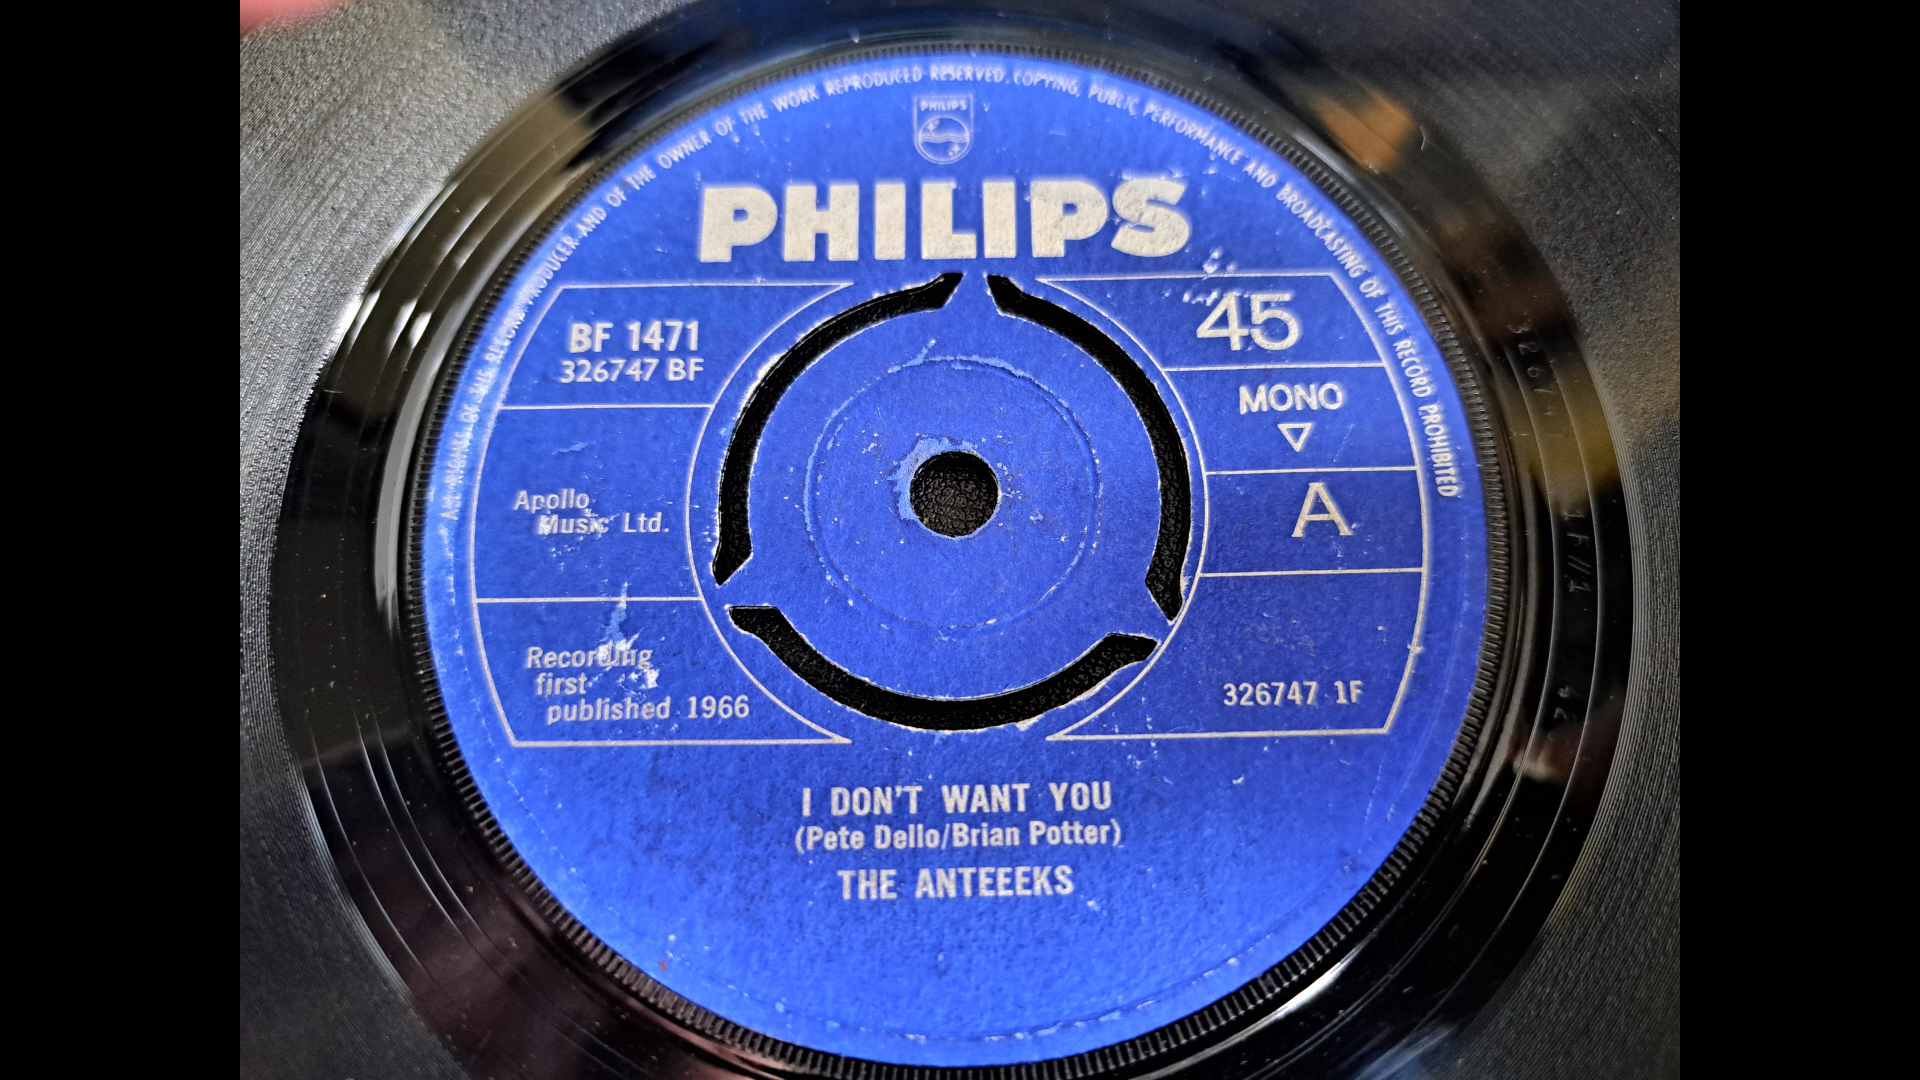 ALL RIGHTS OF THE RECORD PRODUCER AND OF THE OWNER OF THE WORK REPRODUCED RESERVED. COPYING, PUBLIC PERFORMANCE AND BROADCASTING OF THIS RECORD PROHIBITED
PHILIPS
PHILIPS
BF 1471
326747 BF
45
MONO
A
Apollo
Music Ltd.
Recording
first
published 1966
326747 1F
I DON'T WANT YOU
(Pete Dello/Brian Potter)
THE ANTEEEKS